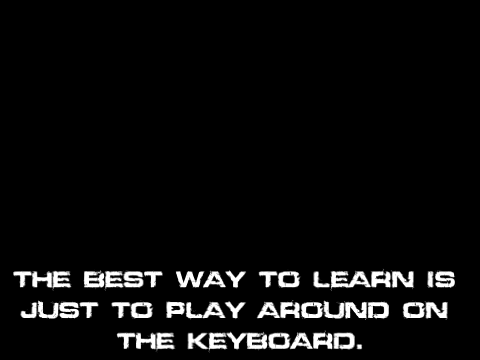 THE BEST WAY TO LEARN IS
JUST TO PLAY AROUND ON
THE KEYBOARD.